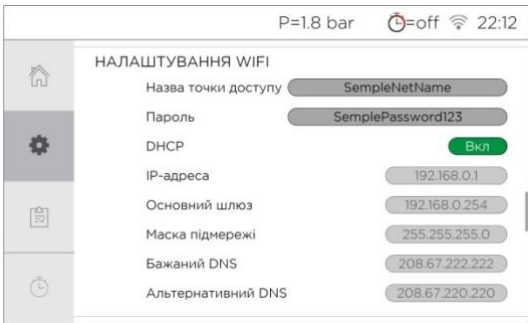 P=1.8 bar =off 22:12
НАЛАШТУВАННЯ WIFI
Назва точки доступу SempleNetName
Пароль SemplePassword123
DHCP Вкл
IP-адреса 192.168.0.1
Основний шлюз 192.168.0.254
Маска підмережі 255.255.255.0
Бажаний DNS 208.67.222.222
Альтернативний DNS 208.67.220.220